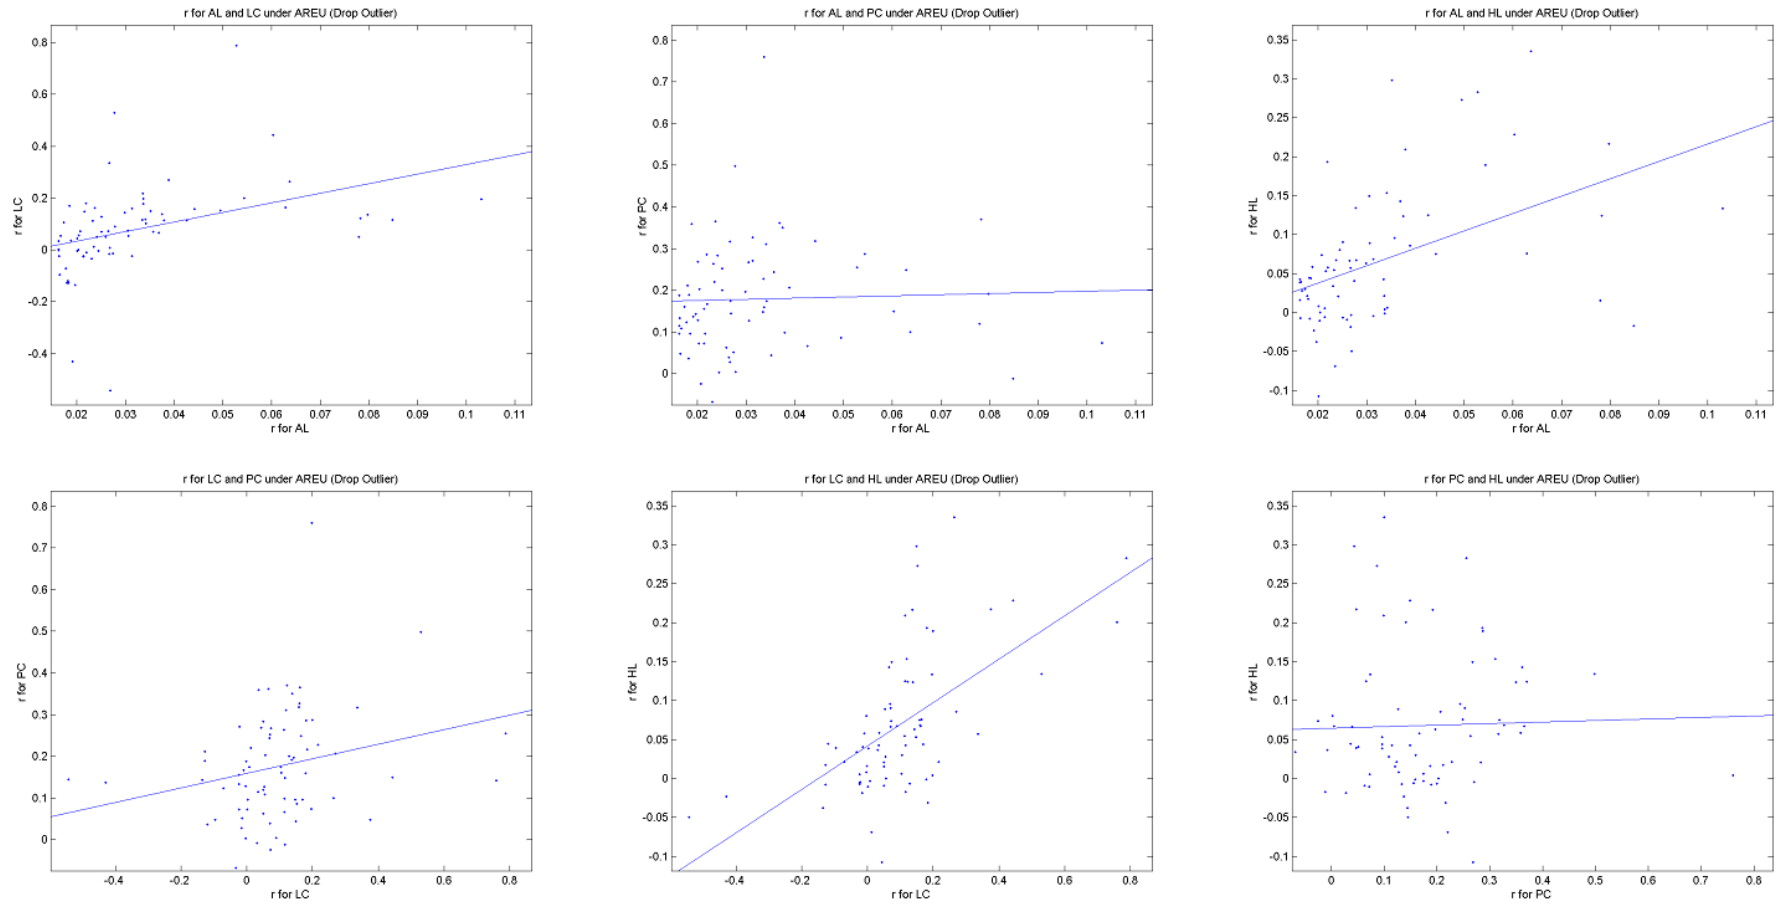 r for AL and LC under AREU (Drop Outlier)
0.8
0.6
0.4
0.2
0
-0.2
-0.4
r for LC
0.02 0.03 0.04 0.05 0.06 0.07 0.08 0.09 0.1 0.11
r for AL
r for AL and PC under AREU (Drop Outlier)
0.8
0.7
0.6
0.5
0.4
0.3
0.2
0.1
0
r for PC
0.02 0.03 0.04 0.05 0.06 0.07 0.08 0.09 0.1 0.11
r for AL
r for AL and HL under AREU (Drop Outlier)
0.35
0.3
0.25
0.2
0.15
0.1
0.05
0
-0.05
-0.1
r for HL
0.02 0.03 0.04 0.05 0.06 0.07 0.08 0.09 0.1 0.11
r for AL
r for LC and PC under AREU (Drop Outlier)
0.8
0.7
0.6
0.5
0.4
0.3
0.2
0.1
0
r for PC
-0.4 -0.2 0 0.2 0.4 0.6 0.8
r for LC
r for LC and HL under AREU (Drop Outlier)
0.35
0.3
0.25
0.2
0.15
0.1
0.05
0
-0.05
-0.1
r for HL
-0.4 -0.2 0 0.2 0.4 0.6 0.8
r for LC
r for PC and HL under AREU (Drop Outlier)
0.35
0.3
0.25
0.2
0.15
0.1
0.05
0
-0.05
-0.1
r for HL
0 0.1 0.2 0.3 0.4 0.5 0.6 0.7 0.8
r for PC